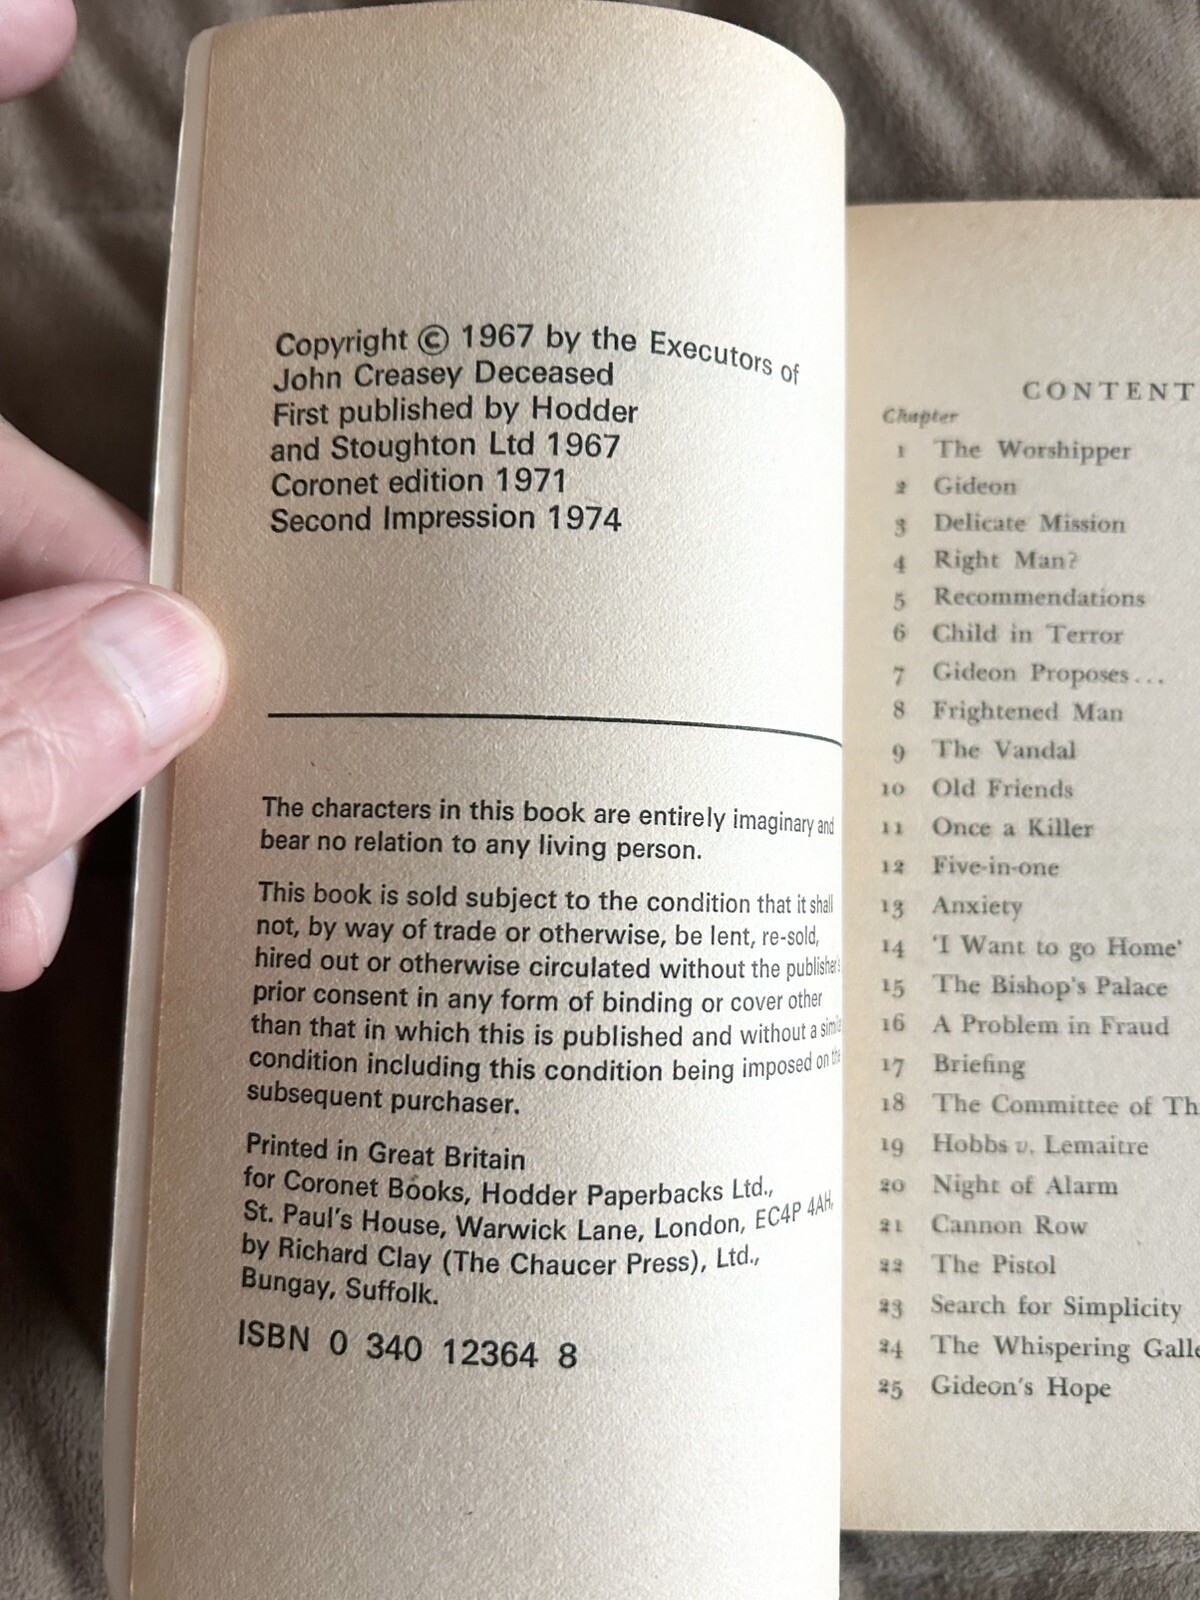 Copyright © 1967 by the Executors of
John Creasey Deceased
First published by Hodder
and Stoughton Ltd 1967
Coronet edition 1971
Second Impression 1974
The characters in this book are entirely imaginary and
bear no relation to any living person.
This book is sold subject to the condition that it shall
not, by way of trade or otherwise, be lent, re-sold,
hired out or otherwise circulated without the publisher's
prior consent in any form of binding or cover other
than that in which this is published and without a
condition including this condition being imposed on the
subsequent purchaser.
Printed in Great Britain
for Coronet Books, Hodder Paperbacks Ltd.,
St. Paul's House, Warwick Lane, London, EC4P 4AH,
by Richard Clay (The Chaucer Press), Ltd.,
Bungay, Suffolk.
ISBN 0 340 12364 8
CONTENT
Chapter
1 The Worshipper
2 Gideon
3 Delicate Mission
4 Right Man?
5 Recommendations
6 Child in Terror
7 Gideon Proposes...
8 Frightened Man
9 The Vandal
10 Old Friends
11 Once a Killer
12 Five-in-one
13 Anxiety
14 'I Want to go Home'
15 The Bishop's Palace
16 A Problem in Fraud
17 Briefing
18 The Committee of Th
19 Hobbs v. Lemaitre
20 Night of Alarm
21 Cannon Row
22 The Pistol
23 Search for Simplicity
24 The Whispering Galle
25 Gideon's Hope